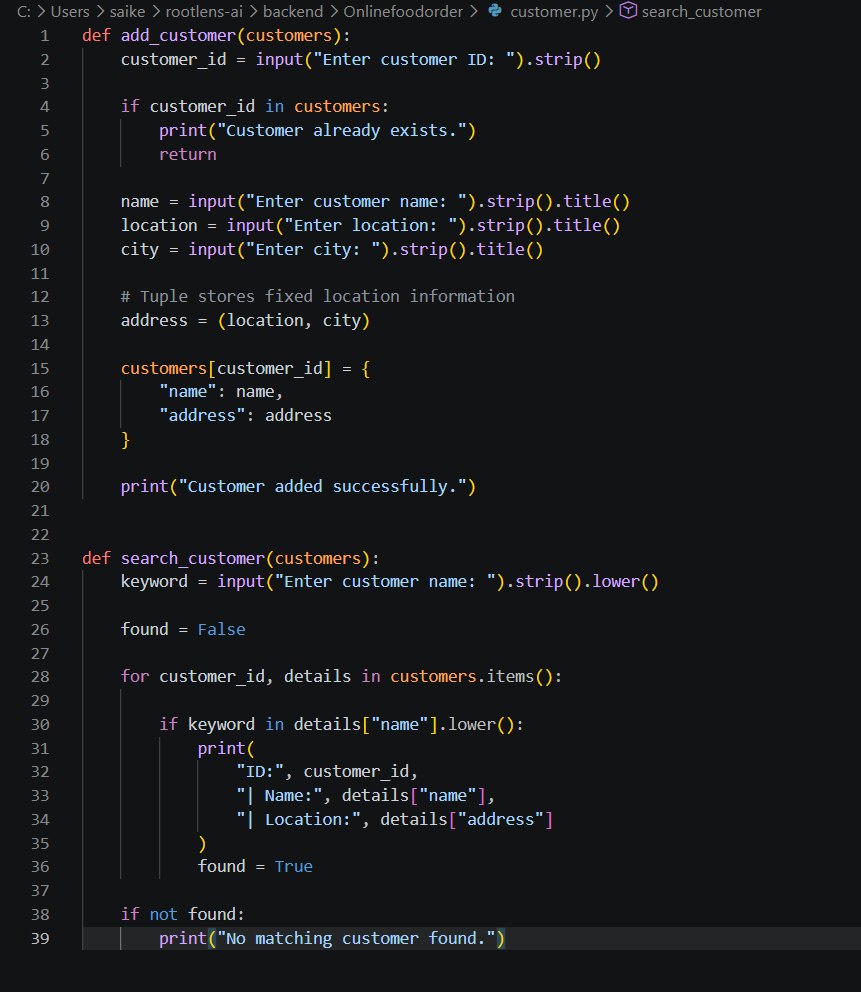 C: > Users > saike > rootlens-ai > backend > Onlinefoodorder > customer.py > search_customer
1 def add_customer(customers):
2     customer_id = input("Enter customer ID: ").strip()
3
4     if customer_id in customers:
5         print("Customer already exists.")
6         return
7
8     name = input("Enter customer name: ").strip().title()
9     location = input("Enter location: ").strip().title()
10     city = input("Enter city: ").strip().title()
11
12     # Tuple stores fixed location information
13     address = (location, city)
14
15     customers[customer_id] = {
16         "name": name,
17         "address": address
18     }
19
20     print("Customer added successfully.")
21
22
23 def search_customer(customers):
24     keyword = input("Enter customer name: ").strip().lower()
25
26     found = False
27
28     for customer_id, details in customers.items():
29
30         if keyword in details["name"].lower():
31             print(
32                 "ID:", customer_id,
33                 "| Name:", details["name"],
34                 "| Location:", details["address"]
35             )
36             found = True
37
38     if not found:
39         print("No matching customer found.")